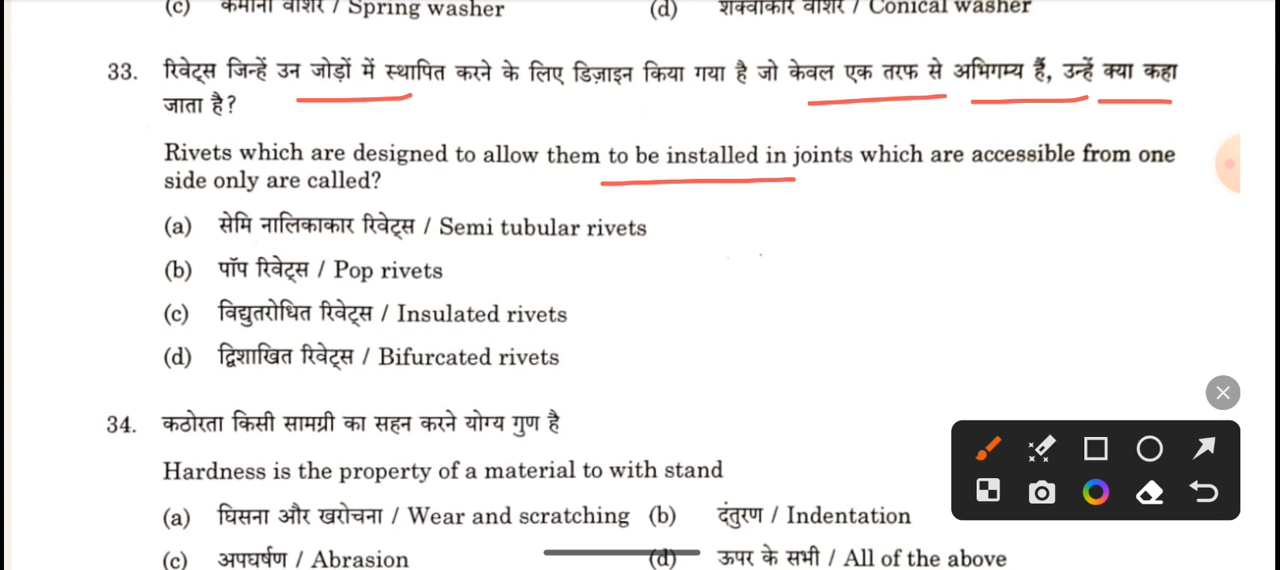 (c) कमानी वाशर / Spring washer (d) शंक्वाकार वाशर / Conical washer
33. रिवेट्स जिन्हें उन जोड़ों में स्थापित करने के लिए डिज़ाइन किया गया है जो केवल एक तरफ से अभिगम्य हैं, उन्हें क्या कहा
जाता है?
Rivets which are designed to allow them to be installed in joints which are accessible from one
side only are called?
(a) सेमि नालिकाकार रिवेट्स / Semi tubular rivets
(b) पॉप रिवेट्स / Pop rivets
(c) विद्युतरोधित रिवेट्स / Insulated rivets
(d) द्विशाखित रिवेट्स / Bifurcated rivets
34. कठोरता किसी सामग्री का सहन करने योग्य गुण है
Hardness is the property of a material to with stand
(a) घिसना और खरोचना / Wear and scratching (b) दंतुरण / Indentation
(c) अपघर्षण / Abrasion (d) ऊपर के सभी / All of the above